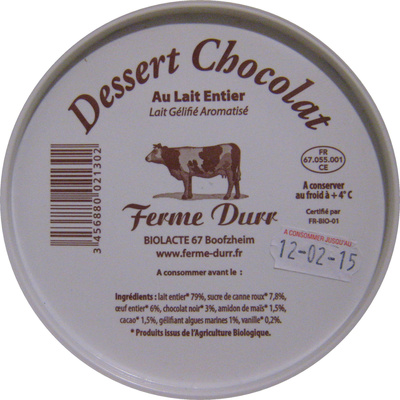 Dessert Chocolat
Au Lait Entier
Lait Gélifié Aromatisé
3 456880 021302
FR
67.055.001
CE
A conserver
au froid à + 4° C
Certifié par
FR-BIO-01
Ferme Durr
BIOLACTE 67 Boofzheim
www.ferme-durr.fr
A consommer avant le :
A CONSOMMER JUSQU'AU
12-02-15
Ingrédients : lait entier* 79%, sucre de canne roux* 7,8%,
œuf entier* 6%, chocolat noir* 3%, amidon de maïs* 1,5%,
cacao* 1,5%, gélifiant algues marines 1%, vanille* 0,2%.
* Produits issus de l'Agriculture Biologique.